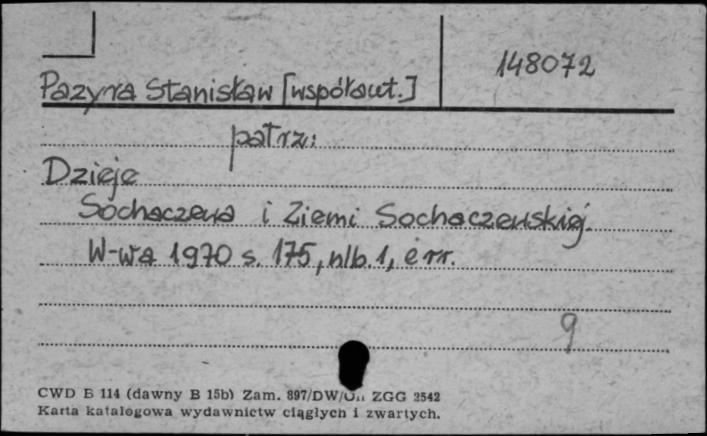 148072
Pazyra Stanisław [współaut.]
patrz:
Dzieje
Sochaczewa i Ziemi Sochaczewskiej.
W-wa 1970 s. 175, nlb. 1, err.
9
CWD B 114 (dawny B 15b) Zam. 897/DW/ ZGG 2542
Karta katalogowa wydawnictw ciągłych i zwartych.